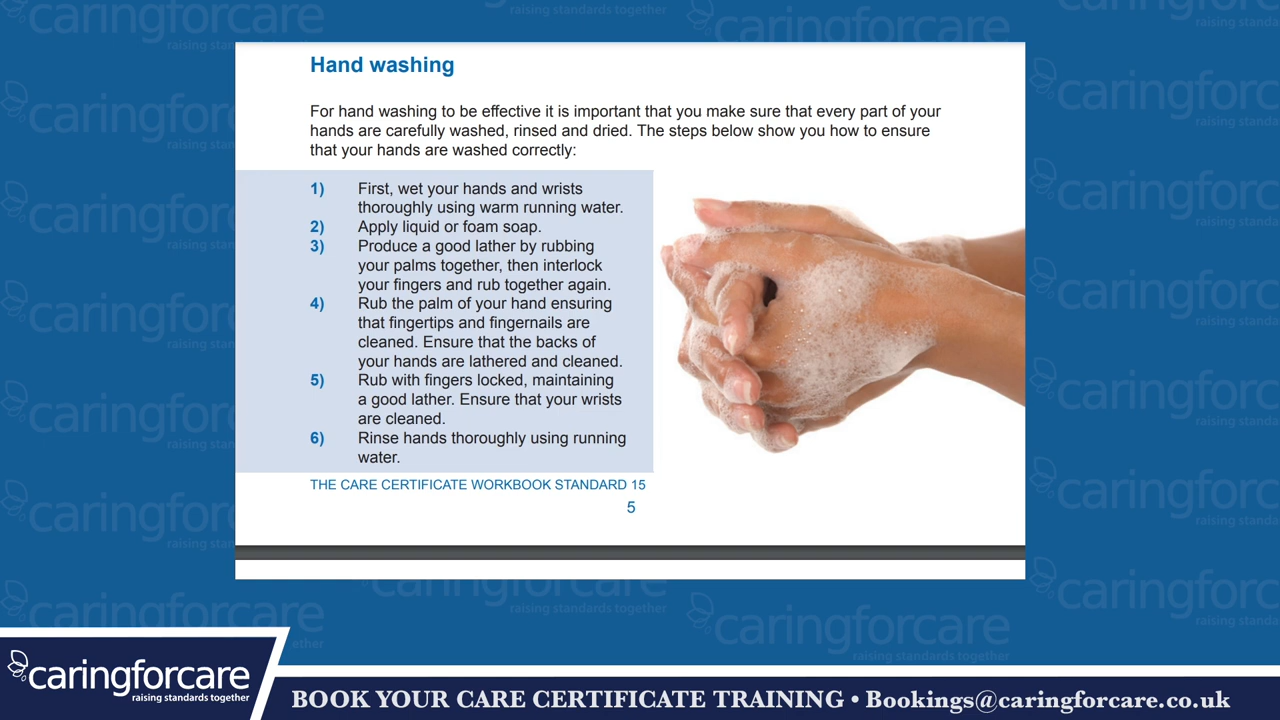 Hand washing
For hand washing to be effective it is important that you make sure that every part of your
hands are carefully washed, rinsed and dried. The steps below show you how to ensure
that your hands are washed correctly:
1) First, wet your hands and wrists
thoroughly using warm running water.
2) Apply liquid or foam soap.
3) Produce a good lather by rubbing
your palms together, then interlock
your fingers and rub together again.
4) Rub the palm of your hand ensuring
that fingertips and fingernails are
cleaned. Ensure that the backs of
your hands are lathered and cleaned.
5) Rub with fingers locked, maintaining
a good lather. Ensure that your wrists
are cleaned.
6) Rinse hands thoroughly using running
water.
THE CARE CERTIFICATE WORKBOOK STANDARD 15
5
caringforcare
raising standards together
BOOK YOUR CARE CERTIFICATE TRAINING • Bookings@caringforcare.co.uk